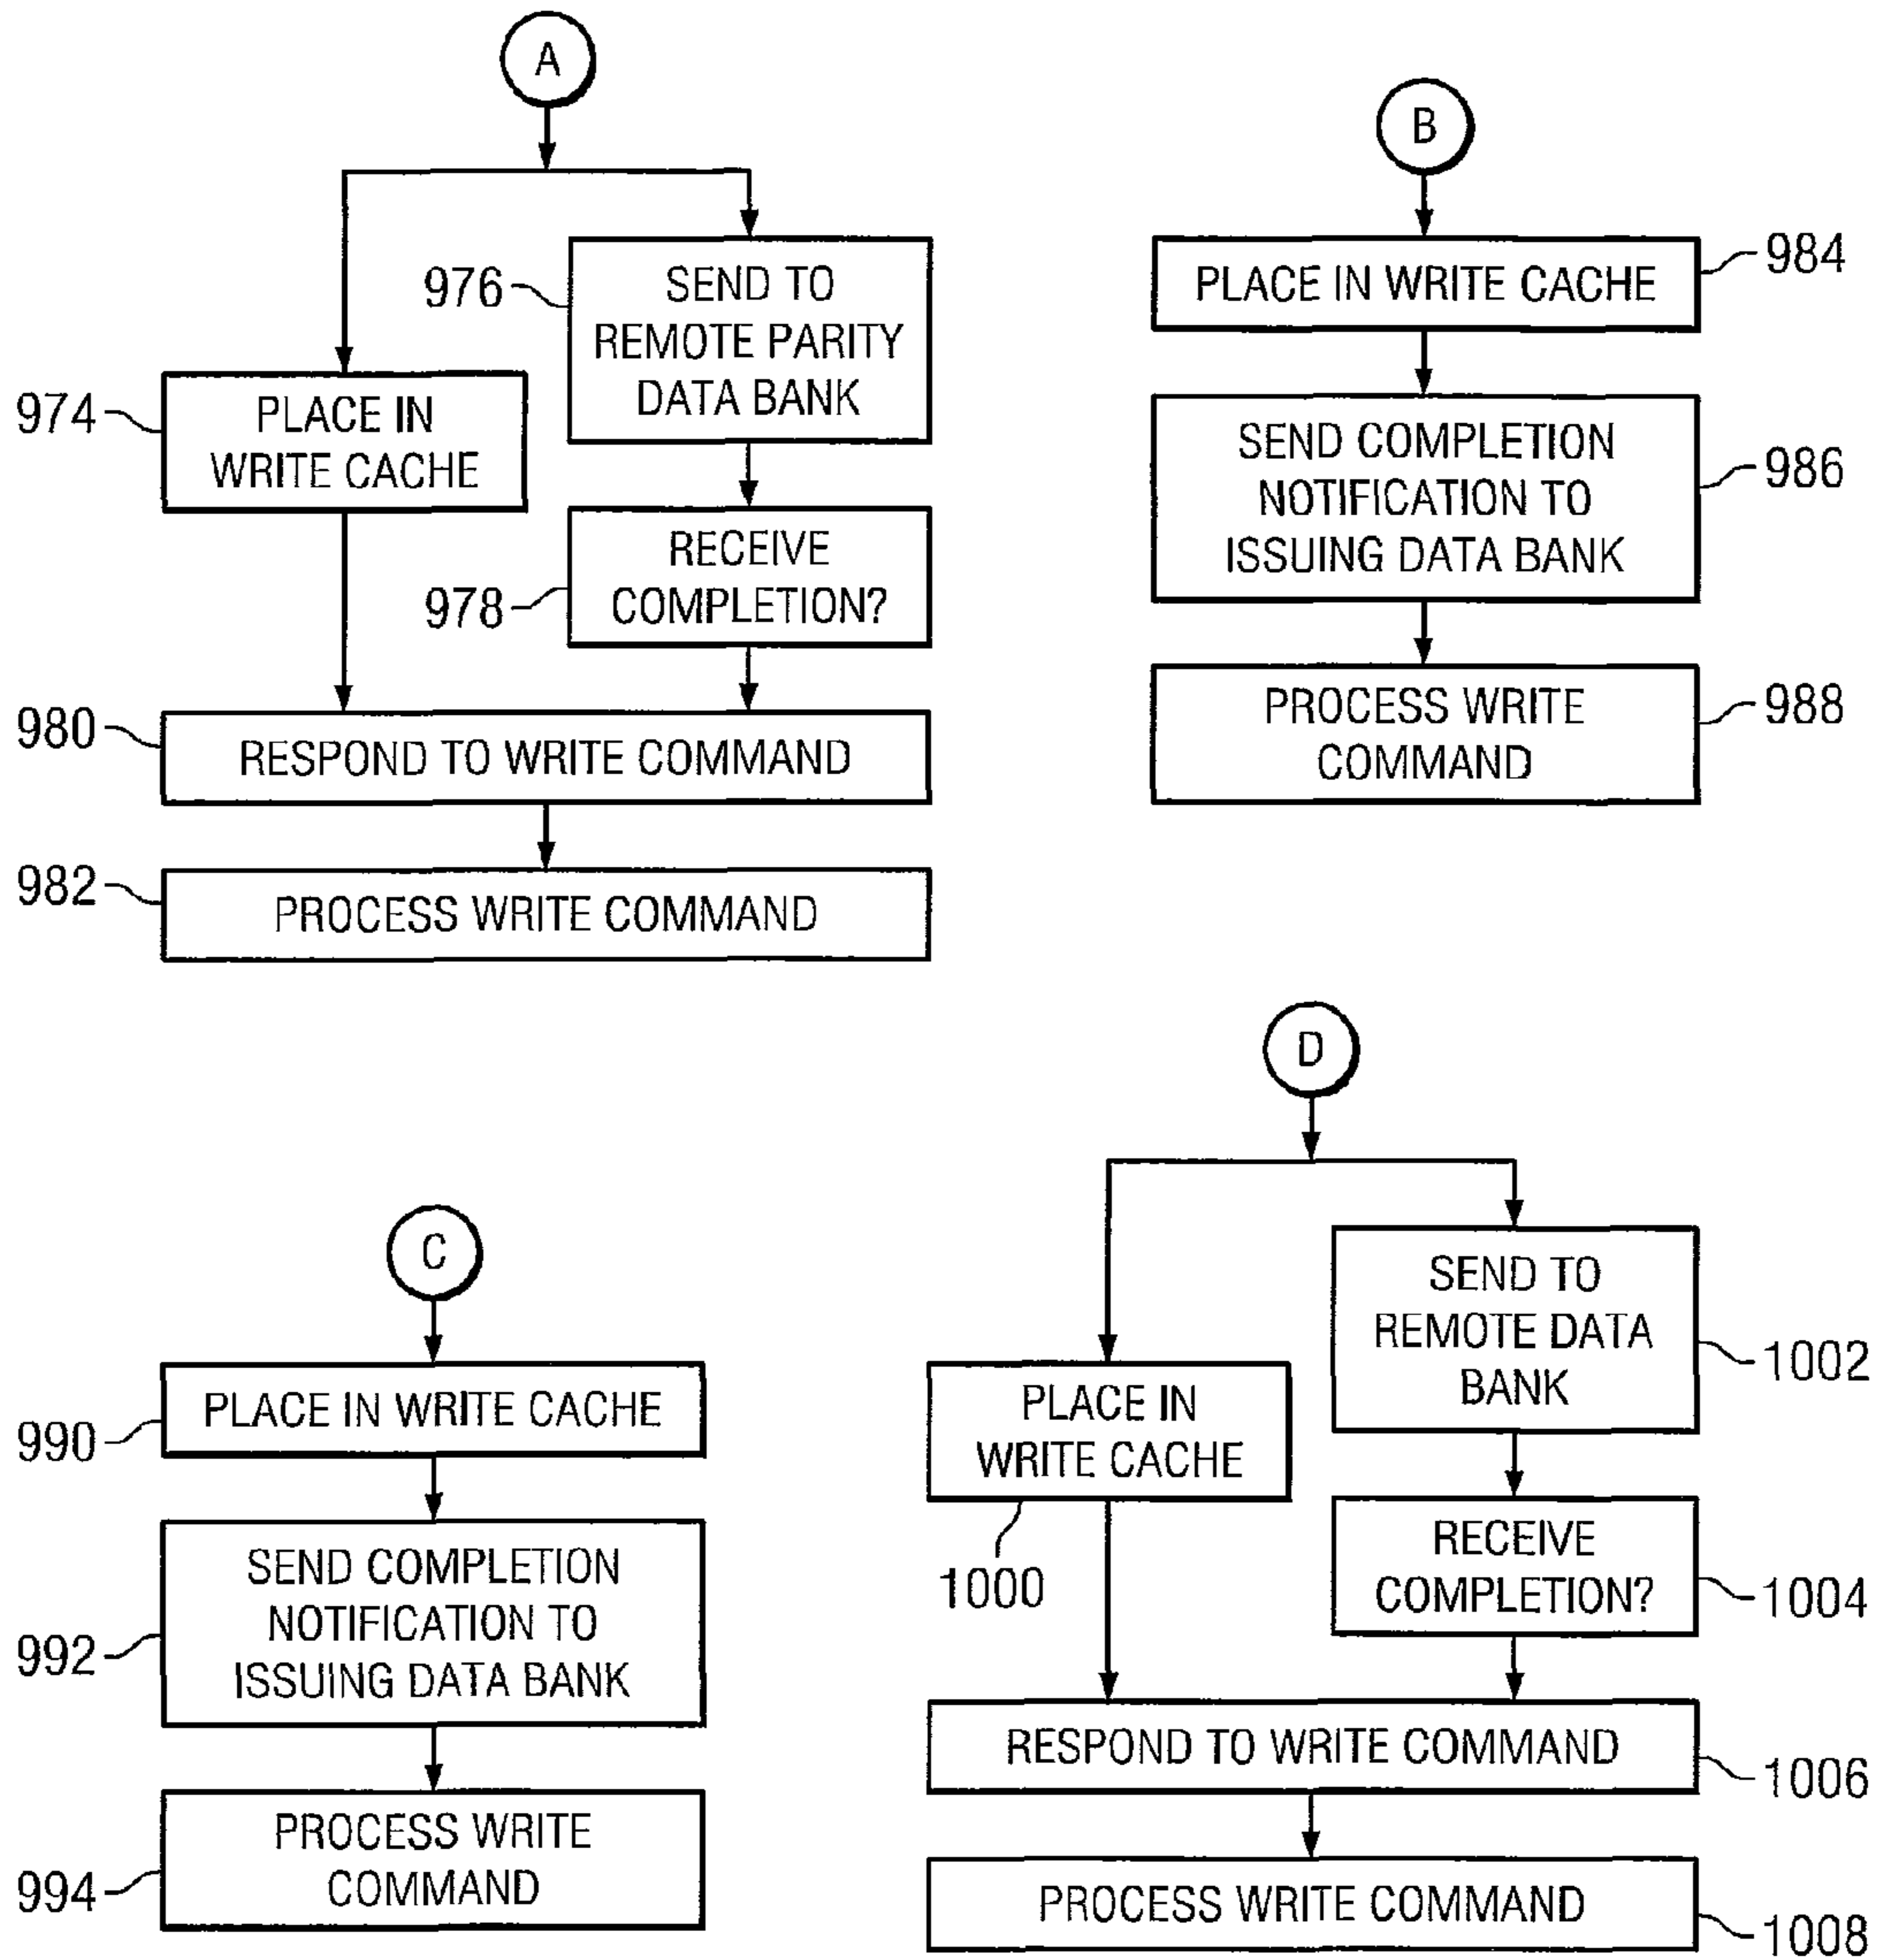 A
976
SEND TO
REMOTE PARITY
DATA BANK
974
PLACE IN
WRITE CACHE
978
RECEIVE
COMPLETION?
980
RESPOND TO WRITE COMMAND
982
PROCESS WRITE COMMAND
B
PLACE IN WRITE CACHE
984
SEND COMPLETION
NOTIFICATION TO
ISSUING DATA BANK
986
PROCESS WRITE
COMMAND
988
C
990
PLACE IN WRITE CACHE
992
SEND COMPLETION
NOTIFICATION TO
ISSUING DATA BANK
994
PROCESS WRITE
COMMAND
D
SEND TO
REMOTE DATA
BANK
1002
PLACE IN
WRITE CACHE
1000
RECEIVE
COMPLETION?
1004
RESPOND TO WRITE COMMAND
1006
PROCESS WRITE COMMAND
1008